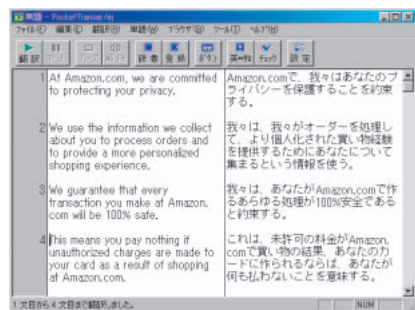 無題 - PocketTranser/ej
ファイル(F) 編集(E) 翻訳(B) 単語(W) ブラウザ(B) ツール(T) ヘルプ(H)
翻訳 辞書 登録 英⇔対訳 チェック 設定
1 At Amazon.com, we are committed
to protecting your privacy.
Amazon.comで、我々はあなたのプ
ライバシーを保護することを約束
する。
2 We use the information we collect
about you to process orders and
to provide a more personalized
shopping experience.
我々は、我々がオーダーを処理し
て、より個人化された買い物経験
を提供するためにあなたについて
集まるという情報を使う。
3 We guarantee that every
transaction you make at Amazon.
com will be 100% safe.
我々は、あなたがAmazon.comで作
るあらゆる処理が100%安全である
と約束する。
4 This means you pay nothing if
unauthorized charges are made to
your card as a result of shopping
at Amazon.com.
これは、未許可の料金がAmazon.
comで買い物の結果、あなたのカ
ードに作られるならば、あなたが
何も払わないことを意味する。
1 文目から 4 文目まで翻訳しました。
NUM